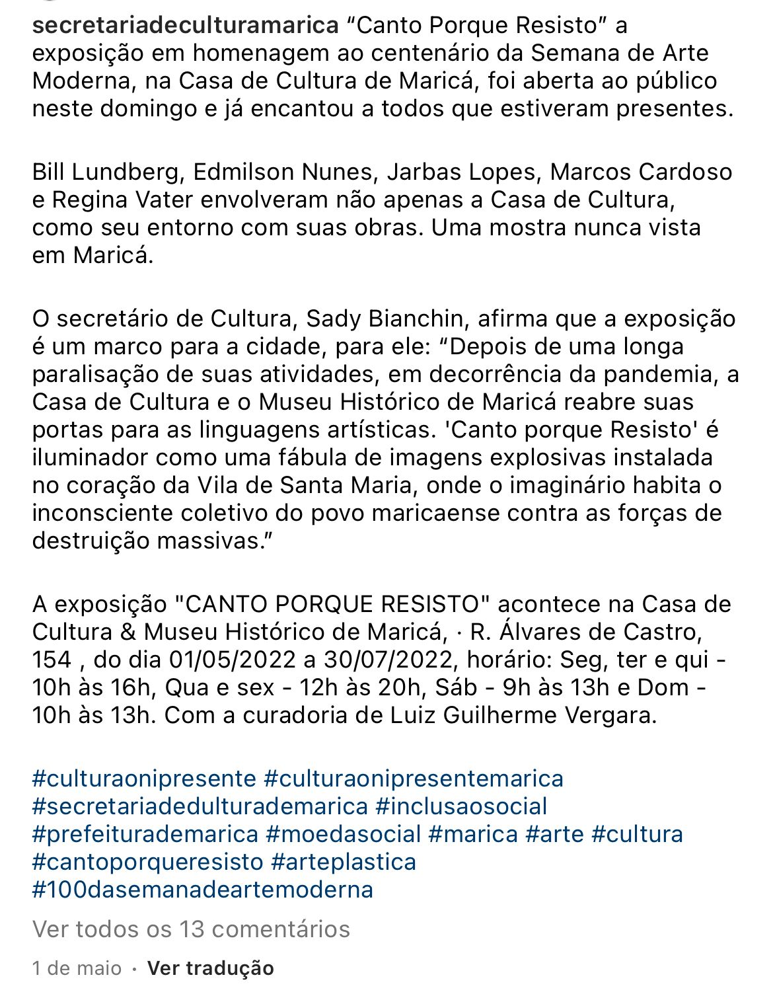 secretariadeculturamarica “Canto Porque Resisto” a
exposição em homenagem ao centenário da Semana de Arte
Moderna, na Casa de Cultura de Maricá, foi aberta ao público
neste domingo e já encantou a todos que estiveram presentes.
Bill Lundberg, Edmilson Nunes, Jarbas Lopes, Marcos Cardoso
e Regina Vater envolveram não apenas a Casa de Cultura,
como seu entorno com suas obras. Uma mostra nunca vista
em Maricá.
O secretário de Cultura, Sady Bianchin, afirma que a exposição
é um marco para a cidade, para ele: “Depois de uma longa
paralisação de suas atividades, em decorrência da pandemia, a
Casa de Cultura e o Museu Histórico de Maricá reabre suas
portas para as linguagens artísticas. 'Canto porque Resisto' é
iluminador como uma fábula de imagens explosivas instalada
no coração da Vila de Santa Maria, onde o imaginário habita o
inconsciente coletivo do povo maricaense contra as forças de
destruição massivas.”
A exposição "CANTO PORQUE RESISTO" acontece na Casa de
Cultura & Museu Histórico de Maricá, · R. Álvares de Castro,
154 , do dia 01/05/2022 a 30/07/2022, horário: Seg, ter e qui -
10h às 16h, Qua e sex - 12h às 20h, Sáb - 9h às 13h e Dom -
10h às 13h. Com a curadoria de Luiz Guilherme Vergara.
#culturaonipresente #culturaonipresentemarica
#secretariadedulturademarica #inclusaosocial
#prefeiturademarica #moedasocial #marica #arte #cultura
#cantoporqueresisto #arteplastica
#100dasemanadeartemoderna
Ver todos os 13 comentários
1 de maio · Ver tradução